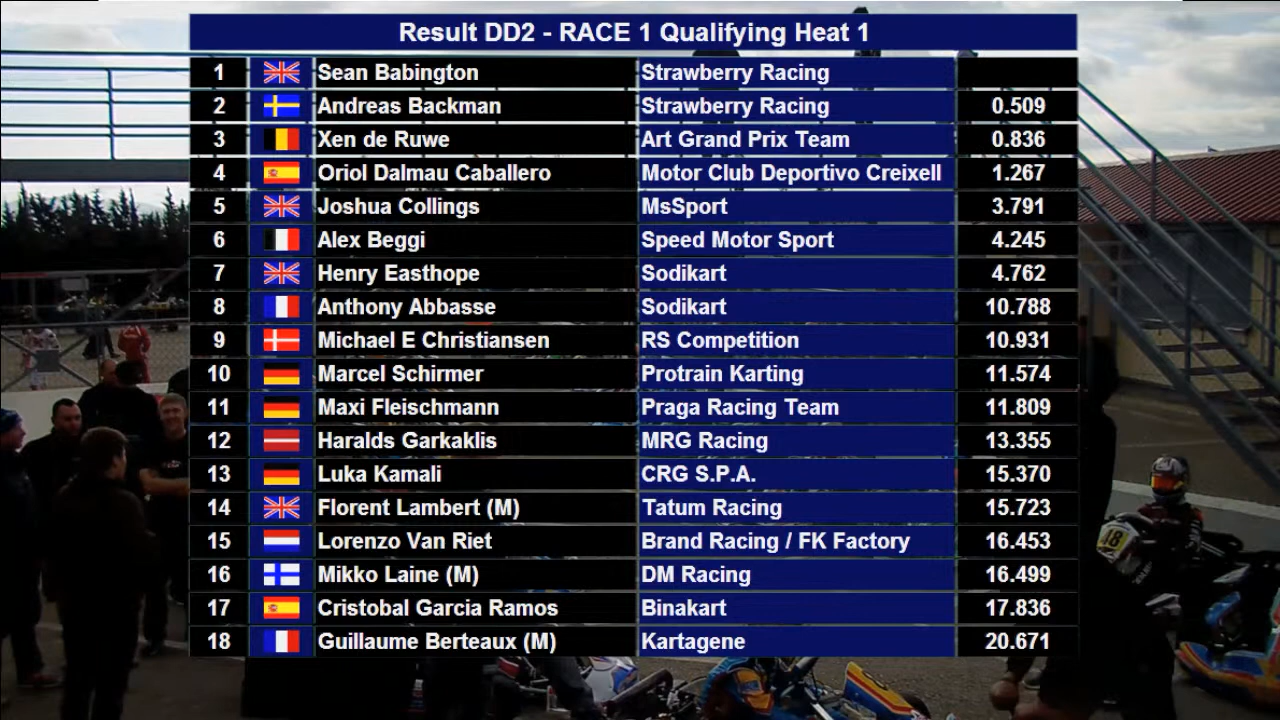 Result DD2 - RACE 1 Qualifying Heat 1
1 Sean Babington Strawberry Racing
2 Andreas Backman Strawberry Racing 0.509
3 Xen de Ruwe Art Grand Prix Team 0.836
4 Oriol Dalmau Caballero Motor Club Deportivo Creixell 1.267
5 Joshua Collings MsSport 3.791
6 Alex Beggi Speed Motor Sport 4.245
7 Henry Easthope Sodikart 4.762
8 Anthony Abbasse Sodikart 10.788
9 Michael E Christiansen RS Competition 10.931
10 Marcel Schirmer Protrain Karting 11.574
11 Maxi Fleischmann Praga Racing Team 11.809
12 Haralds Garkaklis MRG Racing 13.355
13 Luka Kamali CRG S.P.A. 15.370
14 Florent Lambert (M) Tatum Racing 15.723
15 Lorenzo Van Riet Brand Racing / FK Factory 16.453
16 Mikko Laine (M) DM Racing 16.499
17 Cristobal Garcia Ramos Binakart 17.836
18 Guillaume Berteaux (M) Kartagene 20.671